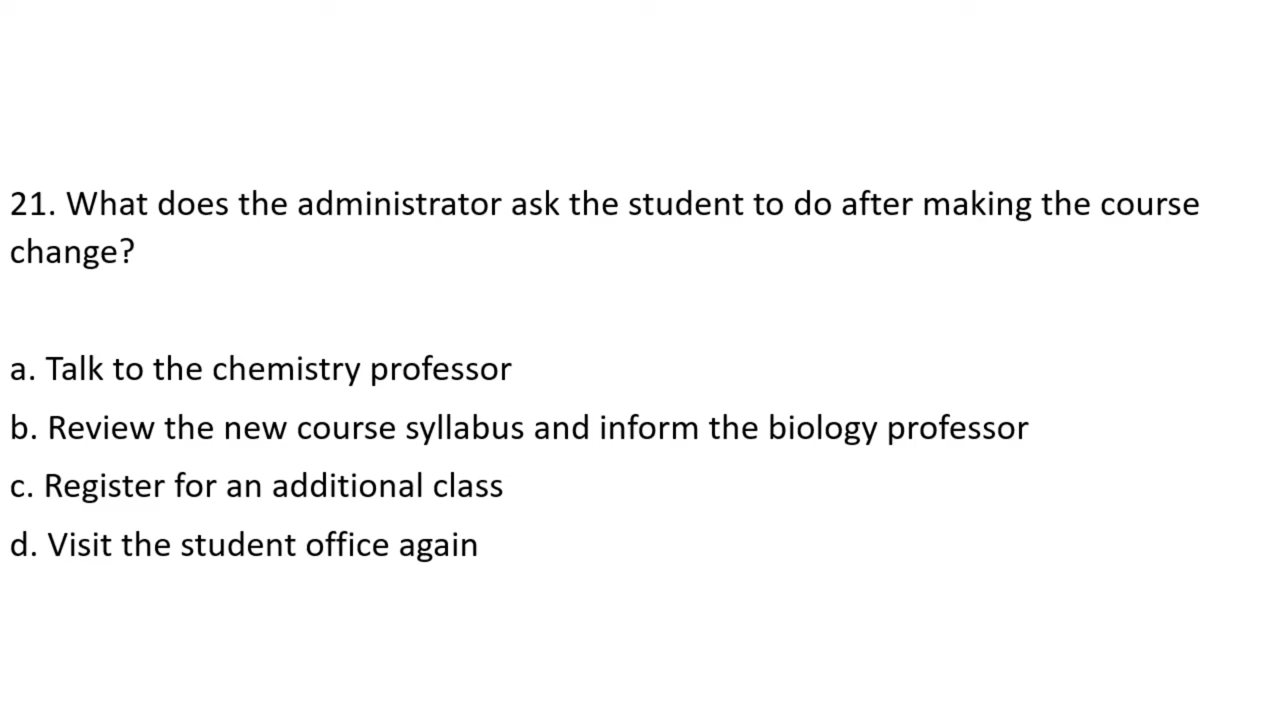 21. What does the administrator ask the student to do after making the course
change?
a. Talk to the chemistry professor
b. Review the new course syllabus and inform the biology professor
c. Register for an additional class
d. Visit the student office again